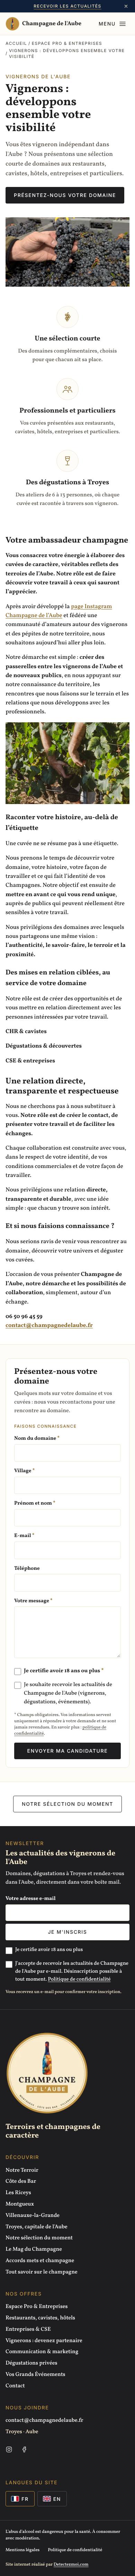 RECEVOIR LES ACTUALITÉS
Champagne de l'Aube
MENU
ACCUEIL / ESPACE PRO & ENTREPRISES
/ VIGNERONS : DÉVELOPPONS ENSEMBLE VOTRE
VISIBILITÉ
VIGNERONS DE L'AUBE
Vignerons :
développons
ensemble votre
visibilité
Vous êtes vigneron indépendant dans
l'Aube ? Nous présentons une sélection
courte de domaines aux restaurants,
cavistes, hôtels, entreprises et particuliers.
PRÉSENTEZ-NOUS VOTRE DOMAINE
Une sélection courte
Des domaines complémentaires, choisis
pour que chacun ait sa place.
Professionnels et particuliers
Vos cuvées présentées aux restaurants,
cavistes, hôtels, entreprises et particuliers.
Des dégustations à Troyes
Des ateliers de 6 à 15 personnes, où chaque
cuvée est racontée à travers son vigneron.
Votre ambassadeur champagne
Vous consacrez votre énergie à élaborer des
cuvées de caractère, véritables reflets des
terroirs de l'Aube. Notre rôle est de faire
découvrir votre travail à ceux qui sauront
l'apprécier.
Après avoir développé la page Instagram
Champagne de l'Aube et fédéré une
communauté d'amateurs autour de vignerons
et des pépites de notre territoire, nous
souhaitons aujourd'hui aller plus loin.
Notre démarche est simple : créer des
passerelles entre les vignerons de l'Aube et
de nouveaux publics, en nous appuyant sur
des valeurs qui nous sont chères : la
transparence, la valorisation du territoire, les
rencontres humaines et la qualité des
relations que nous
développons.
Raconter votre histoire, au-delà de
l'étiquette
Une cuvée ne se résume pas à une étiquette.
Nous prenons le temps de découvrir votre
domaine, votre histoire, votre façon de
travailler et ce qui fait l'identité de vos
Champagnes. Notre objectif est ensuite de
mettre en valeur ce qui vous rend unique,
auprès de publics qui peuvent réellement être
sensibles à votre travail.
Nous privilégions des domaines avec lesquels
nous partageons une même vision :
l'authenticité, le savoir-faire, le terroir et la
proximité.
Des mises en relation ciblées, au
service de votre domaine
Notre rôle est de créer des opportunités de
rencontres et de mises en relation avec des
personnes intéressées par votre travail.
CHR & cavistes
Dégustations & découvertes
CSE & entreprises
Une relation directe,
transparente et respectueuse
Nous ne cherchons pas à nous substituer à
vous. Notre rôle est de créer le contact, de
présenter votre travail et de faciliter les
échanges.
Chaque collaboration est construite avec vous,
selon votre identité, vos cuvées, vos
disponibilités et vos objectifs.
Nous privilégions une relation directe,
transparente et durable, avec une idée
simple : que chacun y trouve son intérêt.
Et si nous faisions connaissance ?
Nous serions ravis de venir vous rencontrer au
domaine, découvrir votre univers et déguster
vos cuvées.
L'occasion de vous présenter Champagne de
l'Aube, notre démarche et les possibilités de
collaboration, simplement, autour d'un
échange.
06 50 96 45 59
contact@champagnedelaube.fr
Présentez-nous votre
domaine
Quelques mots sur votre domaine et vos
cuvées : nous vous recontactons pour une
rencontre au domaine.
FAISONS CONNAISSANCE
Nom du domaine *
Village *
Prénom et nom *
E-mail *
Téléphone
Votre message *
Je certifie avoir 18 ans ou plus *
Je souhaite recevoir les actualités de
Champagne de l'Aube (vignerons,
dégustations, événements).
* Champs obligatoires. Vos informations servent
uniquement à répondre à votre demande et ne sont
jamais revendues. En savoir plus : politique de
confidentialité.
ENVOYER MA CANDIDATURE
NOTRE SÉLECTION DU MOMENT
NEWSLETTER
Les actualités des vignerons de
l'Aube
Domaines, dégustations à Troyes et rendez-vous
dans l'Aube, directement dans votre boîte mail.
Votre adresse e-mail
JE M'INSCRIS
Je certifie avoir 18 ans ou plus
J'accepte de recevoir les actualités de Champagne
de l'Aube par e-mail. Désinscription possible à
tout moment. Politique de confidentialité
Vous recevrez un e-mail pour confirmer votre inscription.
CHAMPAGNE
DE L'AUBE
Terroirs et champagnes de
caractère
DÉCOUVRIR
Notre Terroir
Côte des Bar
Les Riceys
Montgueux
Villenauxe-la-Grande
Troyes, capitale de l'Aube
Notre sélection du moment
Le Mag du Champagne
Accords mets et champagne
Tout savoir sur le champagne
NOS OFFRES
Espace Pro & Entreprises
Restaurants, cavistes, hôtels
Entreprises & CSE
Vignerons : devenez partenaire
Communication & marketing
Dégustations privées
Vos Grands Événements
Contact
NOUS JOINDRE
contact@champagnedelaube.fr
Troyes · Aube
LANGUES DU SITE
FR
EN
L'abus d'alcool est dangereux pour la santé. À consommer
avec modération.
Mentions légales
Politique de confidentialité
Site internet réalisé par Detectetmoi.com